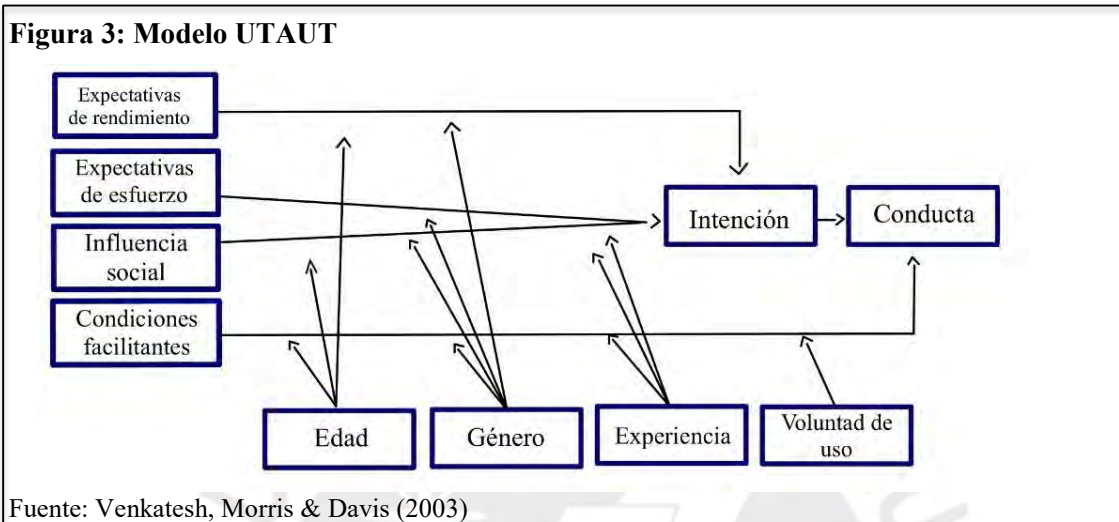 Figura 3: Modelo UTAUT
Expectativas
de rendimiento
Expectativas
de esfuerzo
Influencia
social
Condiciones
facilitantes
Intención
Conducta
Edad
Género
Experiencia
Voluntad de
uso
Fuente: Venkatesh, Morris & Davis (2003)